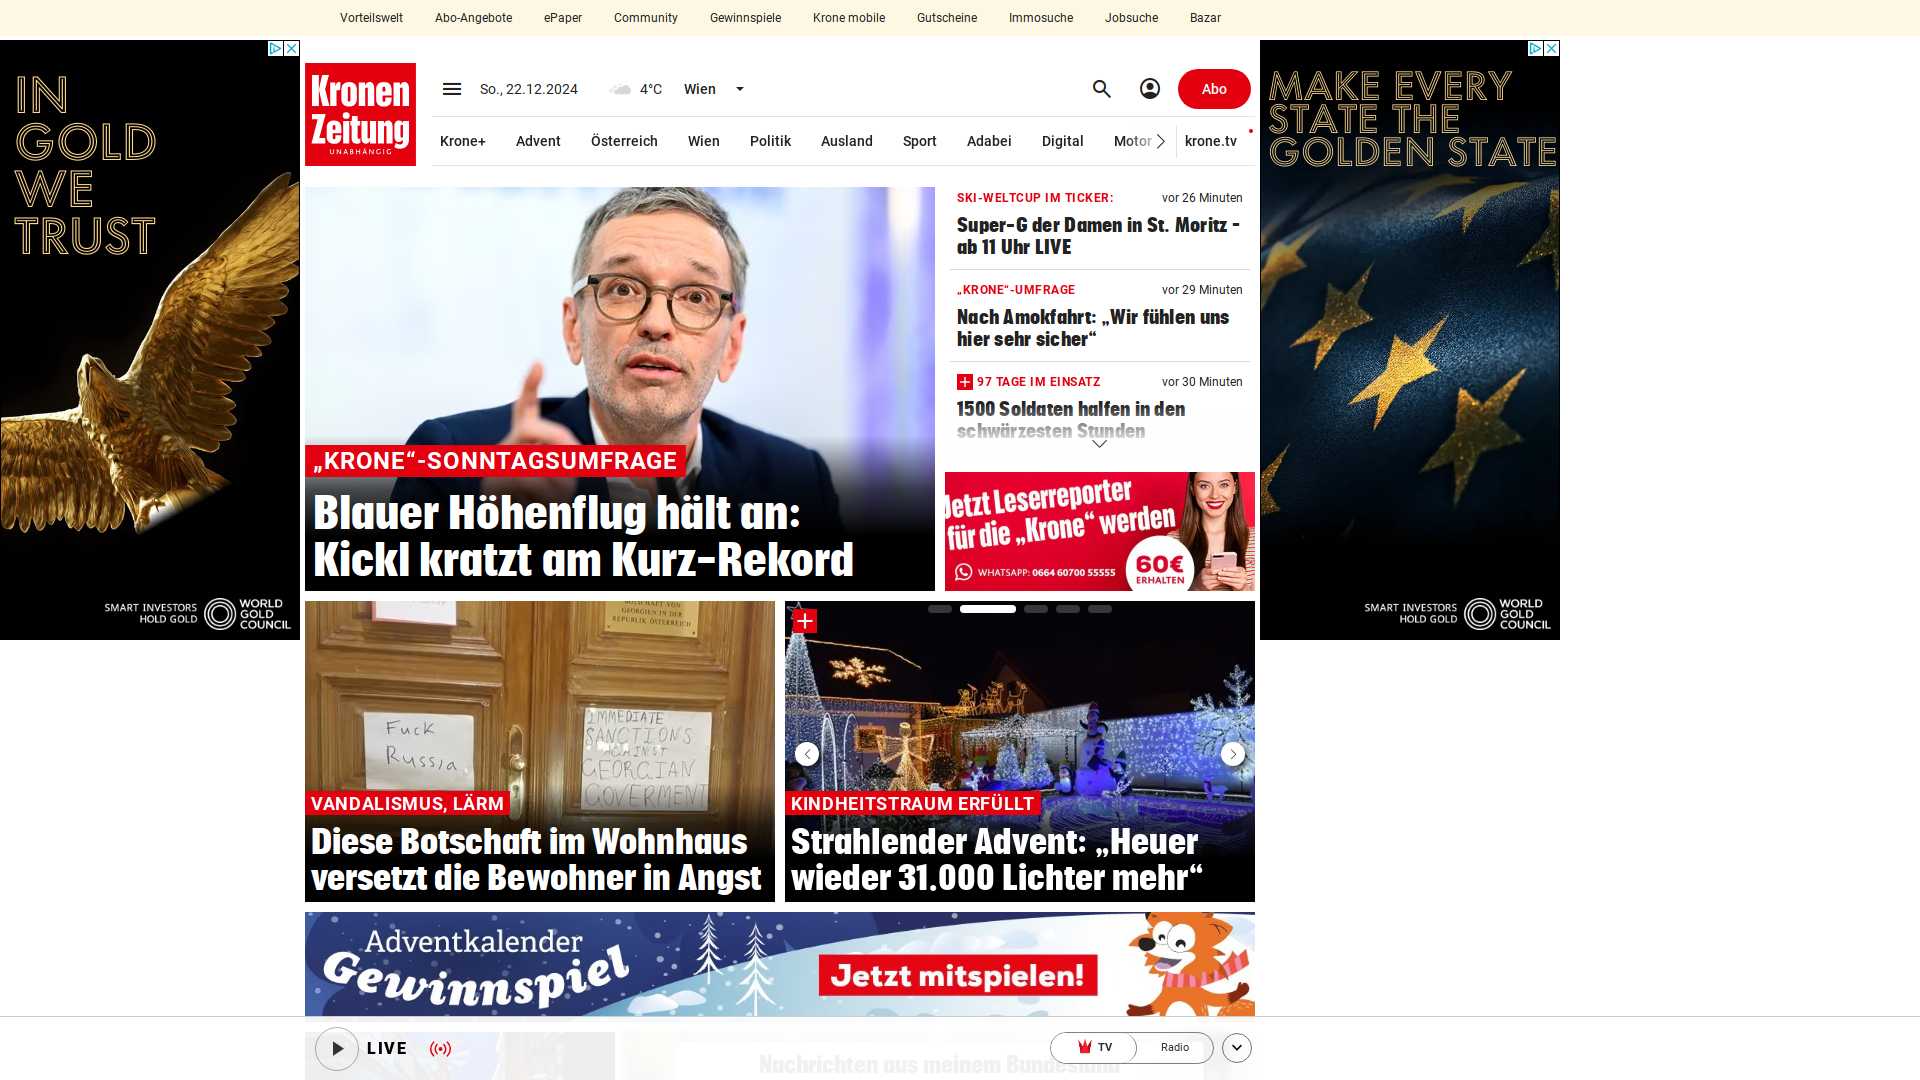 Vorteilswelt Abo-Angebote ePaper Community Gewinnspiele Krone mobile Gutscheine Immosuche Jobsuche Bazar
IN
GOLD
WE
TRUST
SMART INVESTORS
HOLD GOLD
WORLD
GOLD
COUNCIL
Kronen
Zeitung
UNABHÄNGIG
So., 22.12.2024 4°C Wien
Abo
Krone+ Advent Österreich Wien Politik Ausland Sport Adabei Digital Motor krone.tv
„KRONE“-SONNTAGSUMFRAGE
Blauer Höhenflug hält an:
Kickl kratzt am Kurz-Rekord
SKI-WELTCUP IM TICKER: vor 26 Minuten
Super-G der Damen in St. Moritz -
ab 11 Uhr LIVE
„KRONE“-UMFRAGE vor 29 Minuten
Nach Amokfahrt: „Wir fühlen uns
hier sehr sicher“
97 TAGE IM EINSATZ vor 30 Minuten
1500 Soldaten halfen in den
schwärzesten Stunden
Jetzt Leserreporter
für die „Krone“ werden
WHATSAPP: 0664 60700 55555
60€
ERHALTEN
MAKE EVERY
STATE THE
GOLDEN STATE
SMART INVESTORS
HOLD GOLD
WORLD
GOLD
COUNCIL
BOTSCHAFT VON
GEORGIEN IN DER
REPUBLIK ÖSTERREICH
Fuck
Russia
IMMEDIATE
SANCTIONS
AGAINST
GEORGIAN
GOVERMENT
VANDALISMUS, LÄRM
Diese Botschaft im Wohnhaus
versetzt die Bewohner in Angst
KINDHEITSTRAUM ERFÜLLT
Strahlender Advent: „Heuer
wieder 31.000 Lichter mehr“
Adventkalender
Gewinnspiel
Jetzt mitspielen!
LIVE
Nachrichten aus meinem Bundesland
TV Radio